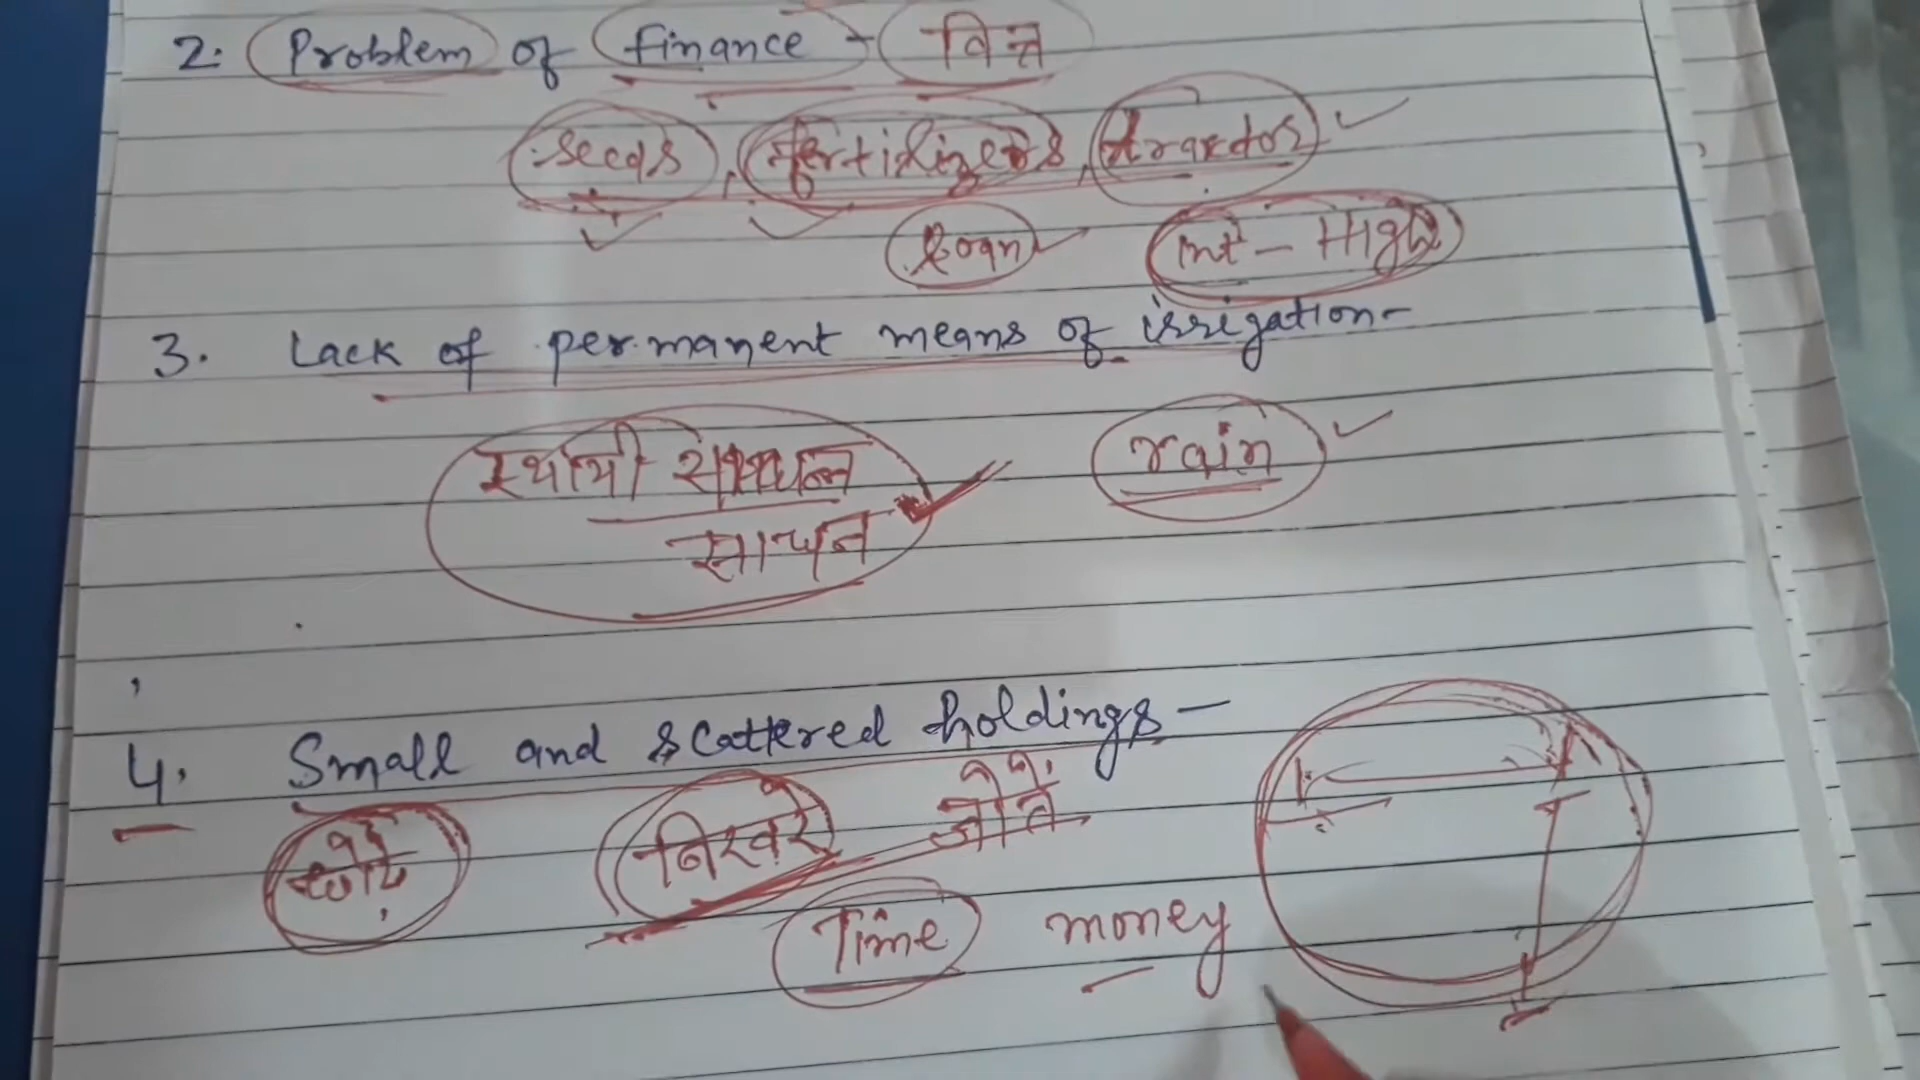 2. Problem of finance - वित्त
seeds, fertilizers, tractor
loan int - High
3. Lack of permanent means of irrigation-
स्थायी rain
साधन
4. Small and scattered holdings-
छोटे बिखरे जोतें
Time money